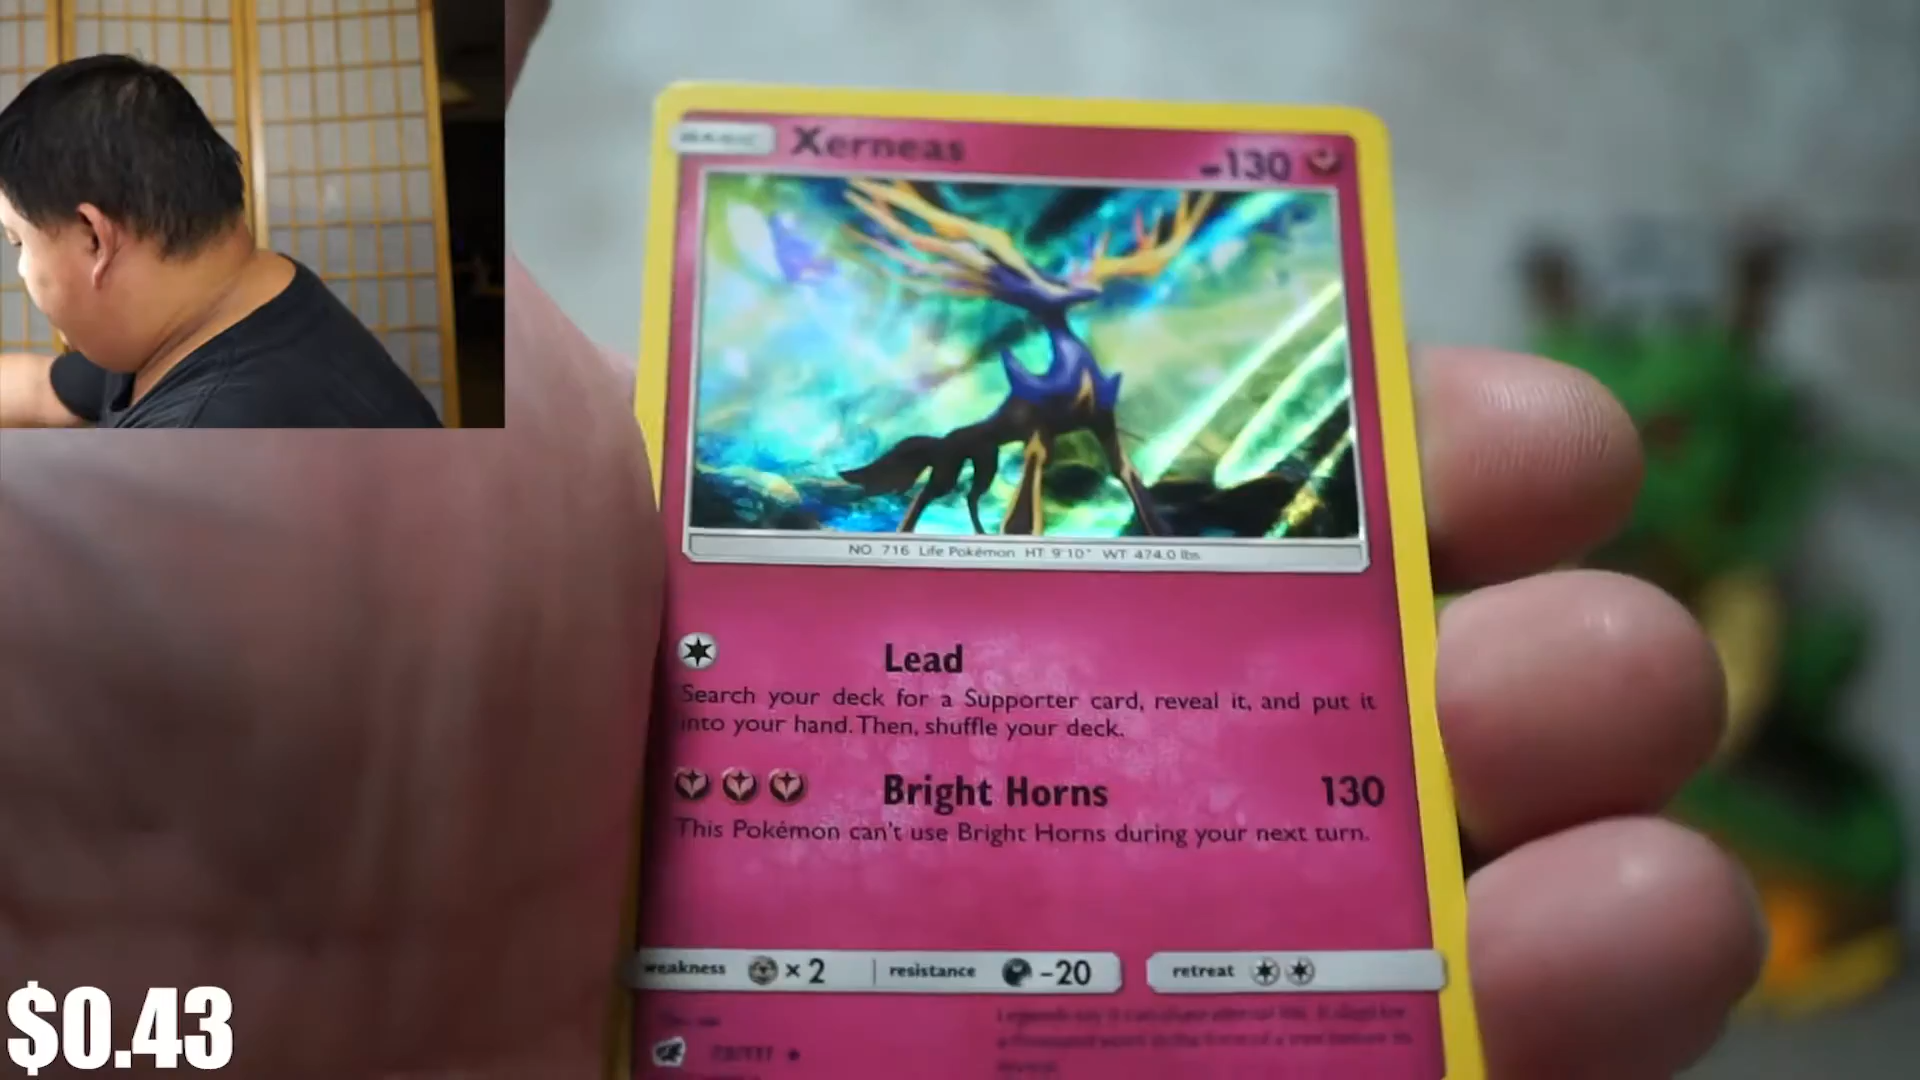 BASIC Xerneas 130
NO. 716 Life Pokémon HT: 9'10" WT: 474.0 lbs
Lead
Search your deck for a Supporter card, reveal it, and put it
into your hand. Then, shuffle your deck.
Bright Horns 130
This Pokémon can't use Bright Horns during your next turn.
weakness × 2 resistance -20 retreat
$0.43